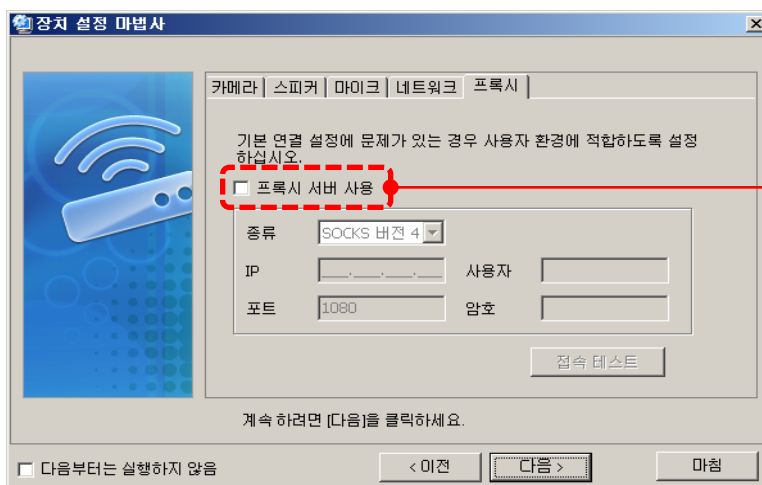 장치 설정 마법사
카메라 스피커 마이크 네트워크 프록시
기본 연결 설정에 문제가 있는 경우 사용자 환경에 적합하도록 설정
하십시오.
프록시 서버 사용
종류 SOCKS 버전 4
IP ___.___.___.___ 사용자
포트 1080 암호
접속 테스트
계속 하려면 [다음]을 클릭하세요.
다음부터는 실행하지 않음 < 이전 다음 > 마침